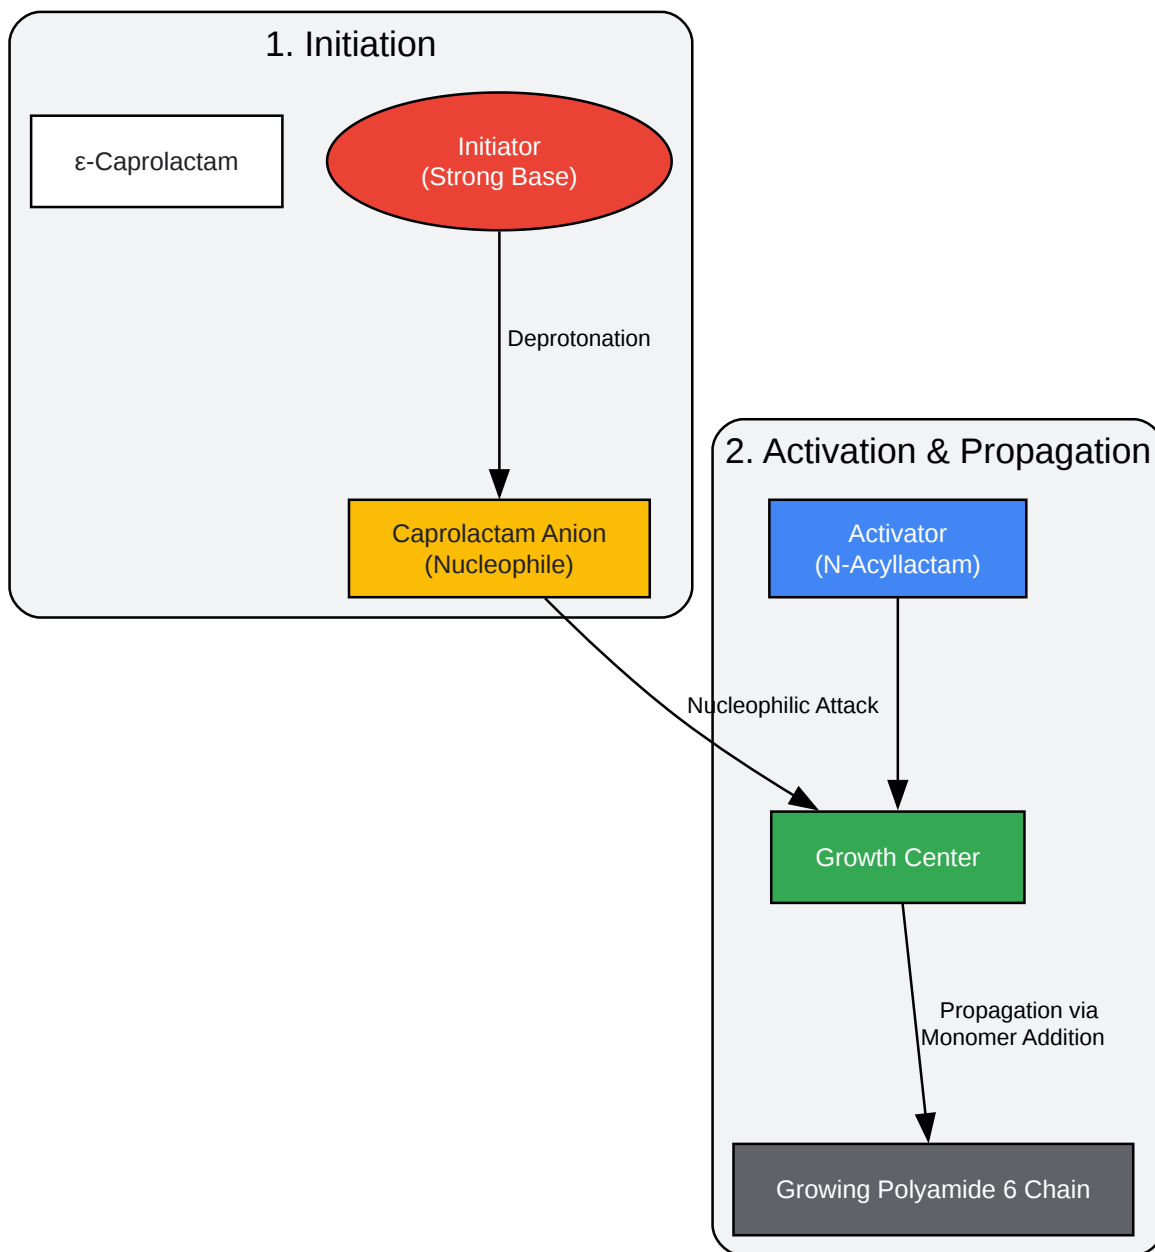 1. Initiation
ε-Caprolactam
Initiator
(Strong Base)
Deprotonation
Caprolactam Anion
(Nucleophile)
2. Activation & Propagation
Activator
(N-Acyllactam)
Nucleophilic Attack
Growth Center
Propagation via
Monomer Addition
Growing Polyamide 6 Chain